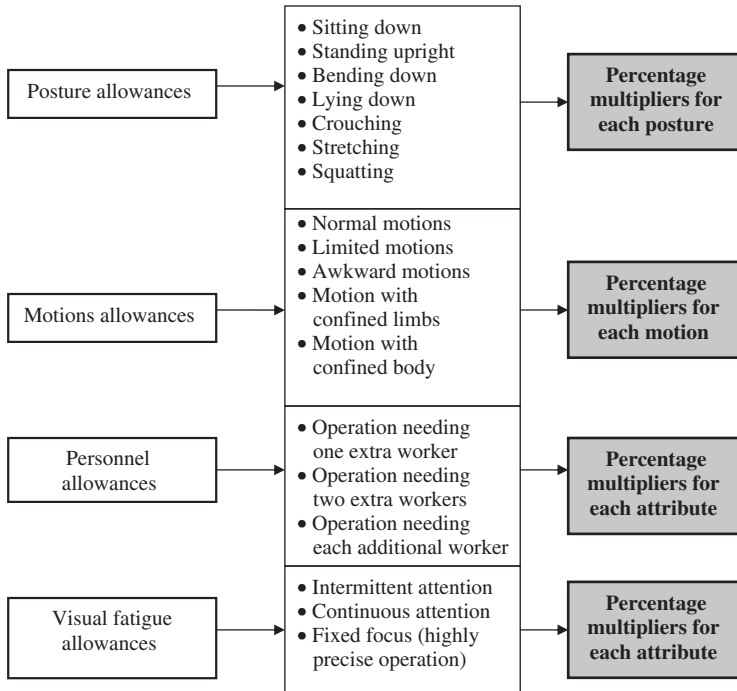 Posture allowances
• Sitting down
• Standing upright
• Bending down
• Lying down
• Crouching
• Stretching
• Squatting
Percentage
multipliers for
each posture
Motions allowances
• Normal motions
• Limited motions
• Awkward motions
• Motion with
confined limbs
• Motion with
confined body
Percentage
multipliers for
each motion
Personnel
allowances
• Operation needing
one extra worker
• Operation needing
two extra workers
• Operation needing
each additional worker
Percentage
multipliers for
each attribute
Visual fatigue
allowances
• Intermittent attention
• Continuous attention
• Fixed focus (highly
precise operation)
Percentage
multipliers for
each attribute